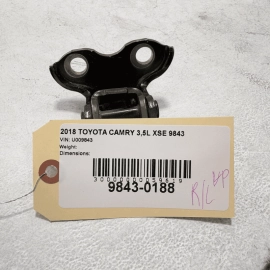 2018 TOYOTA CAMRY 3,5L XSE 9843
VIN: U009843
Weight:
Dimensions:
9843-0188
R/L UP